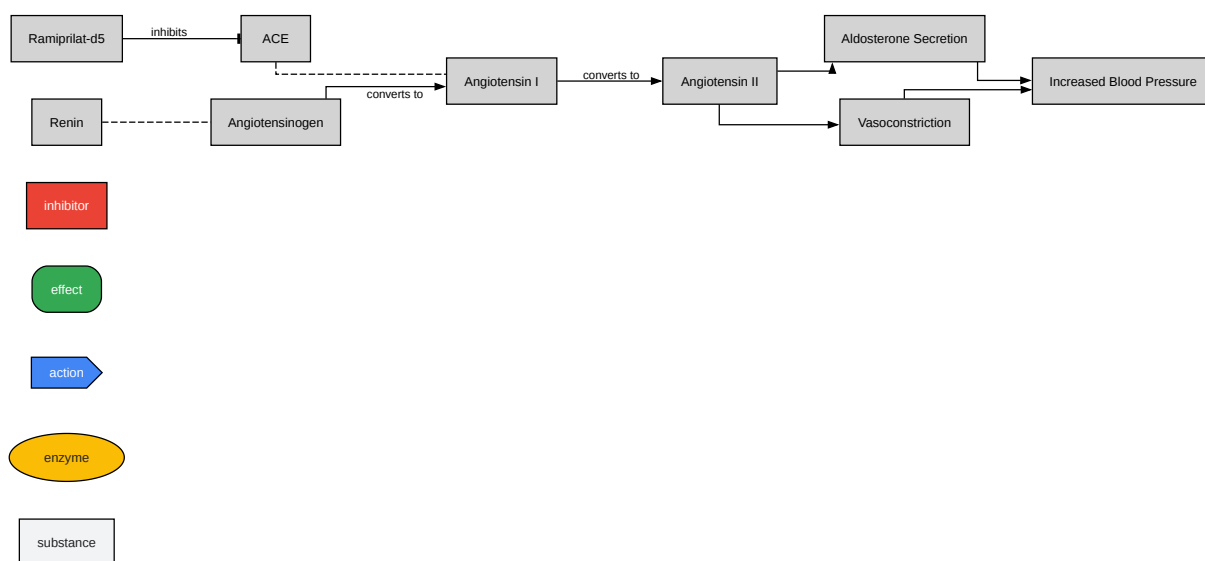 Ramiprilat-d5
inhibits
ACE
Aldosterone Secretion
Angiotensin I
converts to
Angiotensin II
Increased Blood Pressure
converts to
Renin
Angiotensinogen
Vasoconstriction
inhibitor
effect
action
enzyme
substance